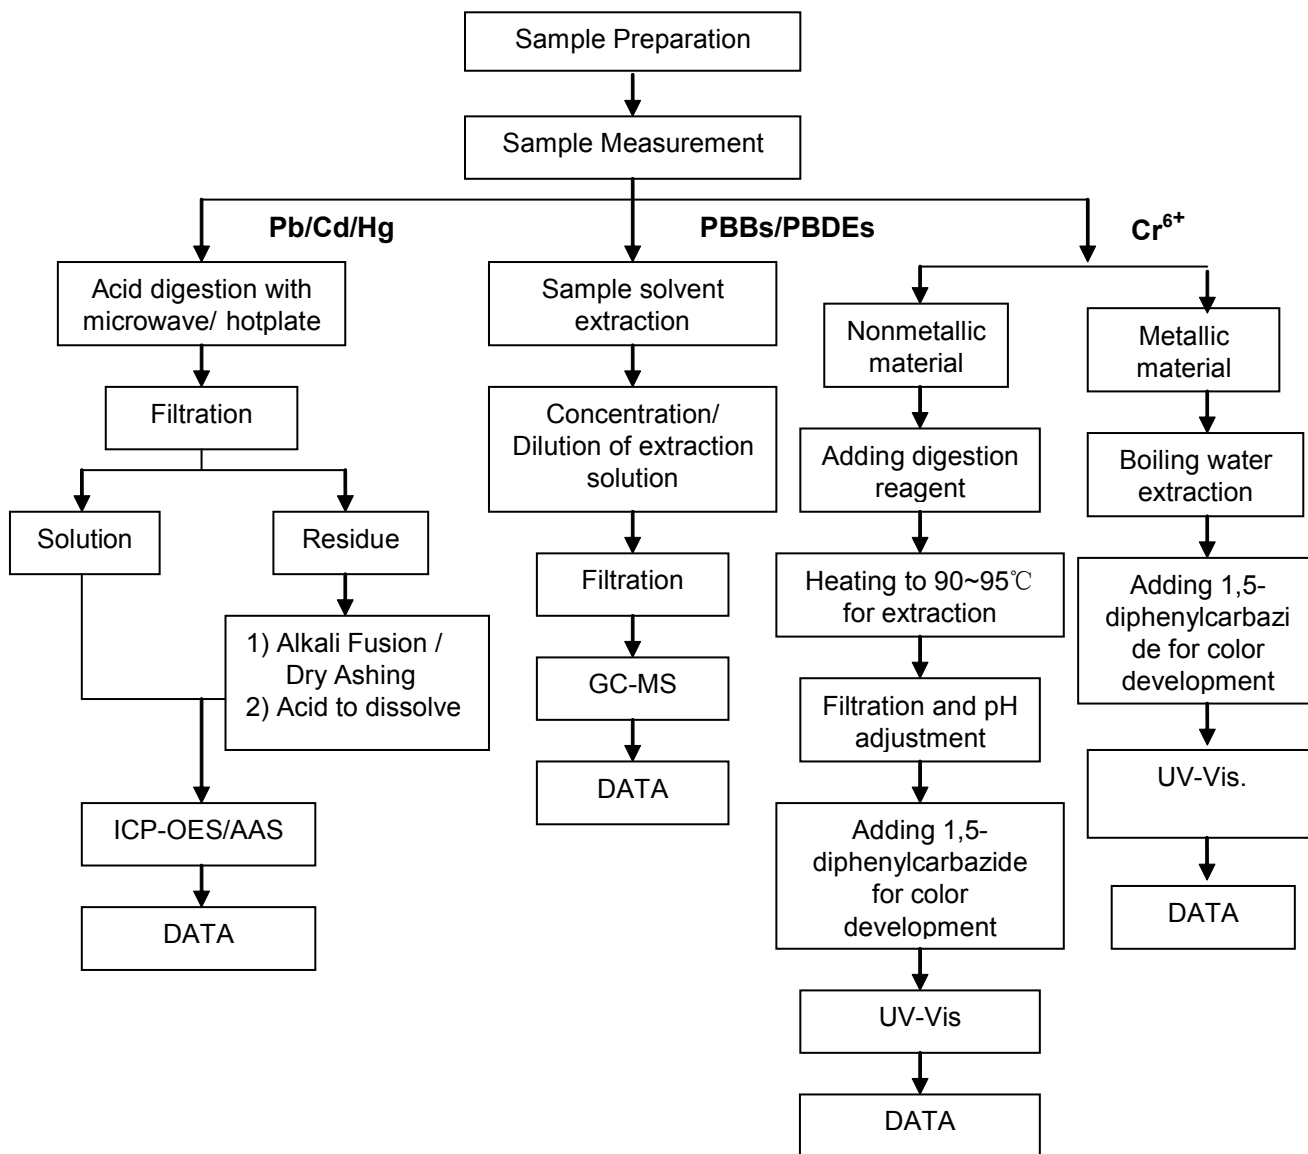 Sample Preparation
Sample Measurement
Pb/Cd/Hg
PBBs/PBDEs
Cr⁶⁺
Acid digestion with
microwave/ hotplate
Filtration
Solution
Residue
1) Alkali Fusion /
Dry Ashing
2) Acid to dissolve
ICP-OES/AAS
DATA
Sample solvent
extraction
Concentration/
Dilution of extraction
solution
Filtration
GC-MS
DATA
Nonmetallic
material
Adding digestion
reagent
Heating to 90~95℃
for extraction
Filtration and pH
adjustment
Adding 1,5-
diphenylcarbazide
for color
development
UV-Vis
DATA
Metallic
material
Boiling water
extraction
Adding 1,5-
diphenylcarbazi
de for color
development
UV-Vis.
DATA